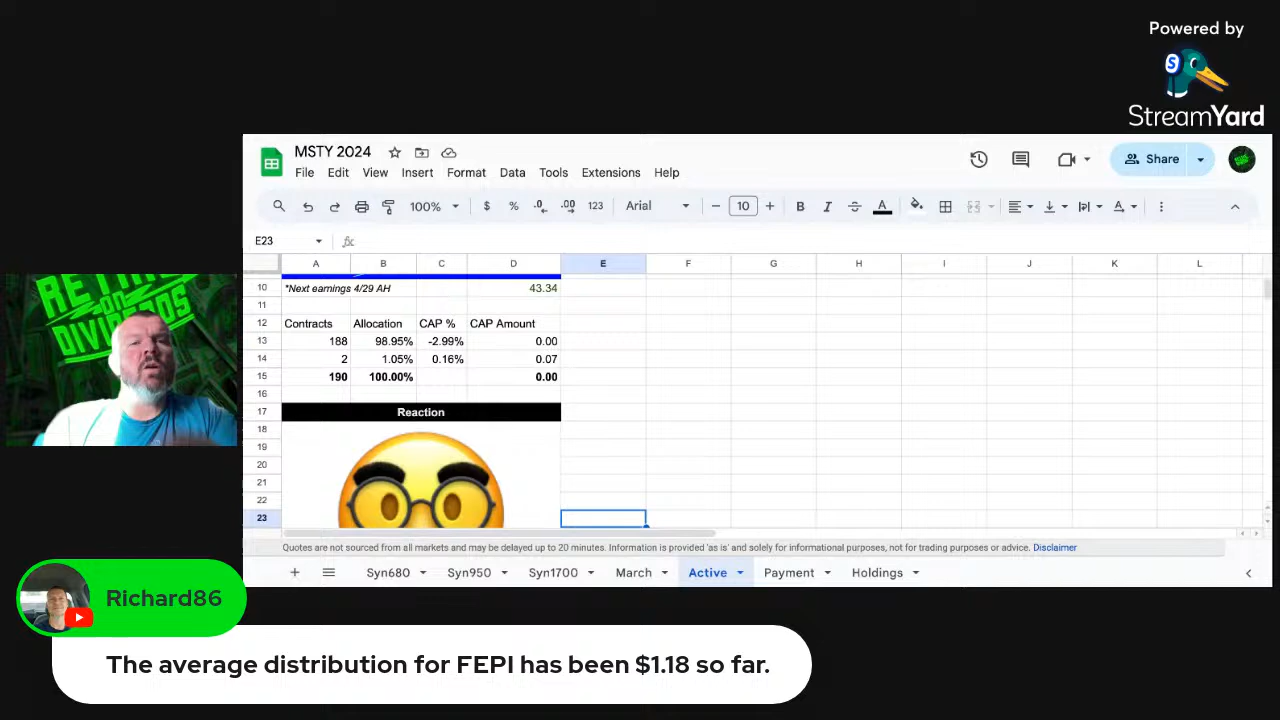 Powered by
S
StreamYard
MSTY 2024
File Edit View Insert Format Data Tools Extensions Help
Share
100% $ % .0 .00 123 Arial − 10 + B I A
E23 fx
A B C D E F G H I J K L
10 *Next earnings 4/29 AH 43.34
11
12 Contracts Allocation CAP % CAP Amount
13 188 98.95% -2.99% 0.00
14 2 1.05% 0.16% 0.07
15 190 100.00% 0.00
16
17 Reaction
18
19
20
21
22
23
Quotes are not sourced from all markets and may be delayed up to 20 minutes. Information is provided 'as is' and solely for informational purposes, not for trading purposes or advice. Disclaimer
Syn680 Syn950 Syn1700 March Active Payment Holdings
ON
Richard86
The average distribution for FEPI has been $1.18 so far.